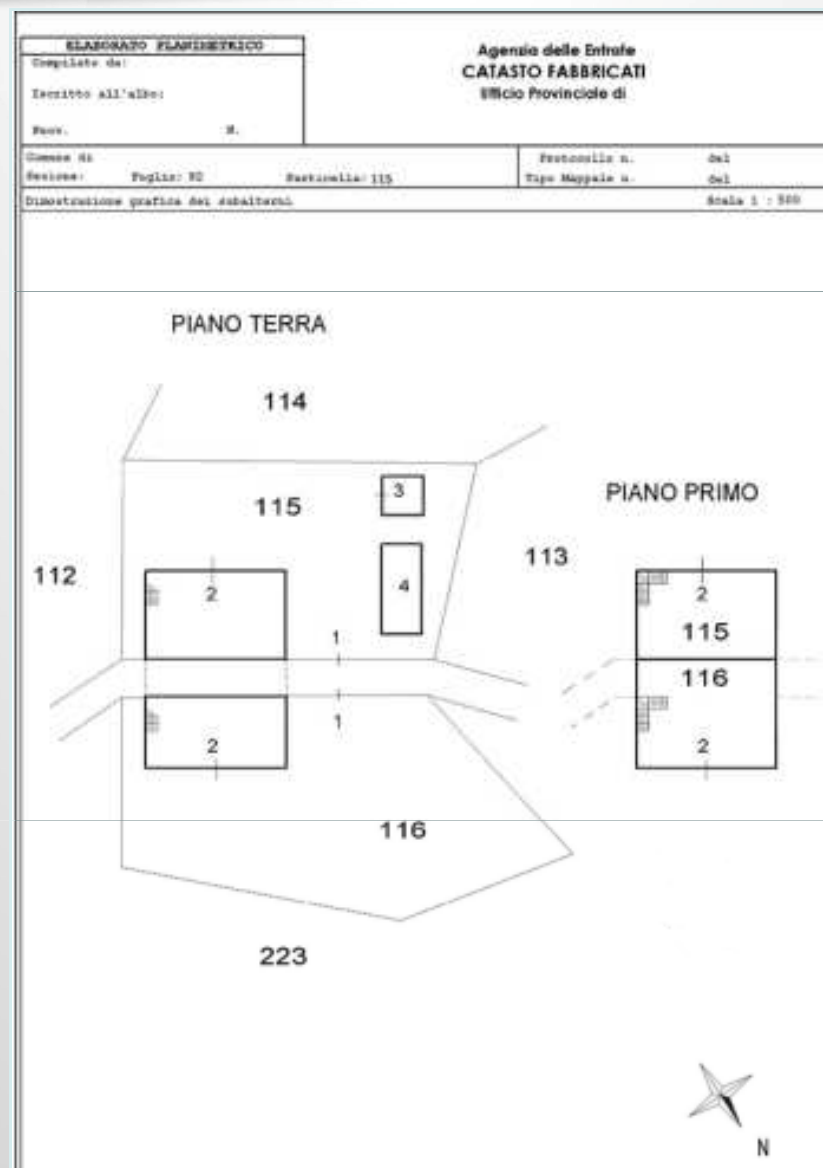 ELABORATO PLANIMETRICO
Compilato da:
Iscritto all'albo:
Prov. N.
Agenzia delle Entrate
CATASTO FABBRICATI
Ufficio Provinciale di
Comune di
Sezione: Foglio: Particella: 115
Protocollo n. del
Tipo Mappale n. del
Dimostrazione grafica dei subalterni
Scala 1 : 500
PIANO TERRA
114
3
115
PIANO PRIMO
112
113
2
4
2
1
115
116
1
2
2
116
223
N